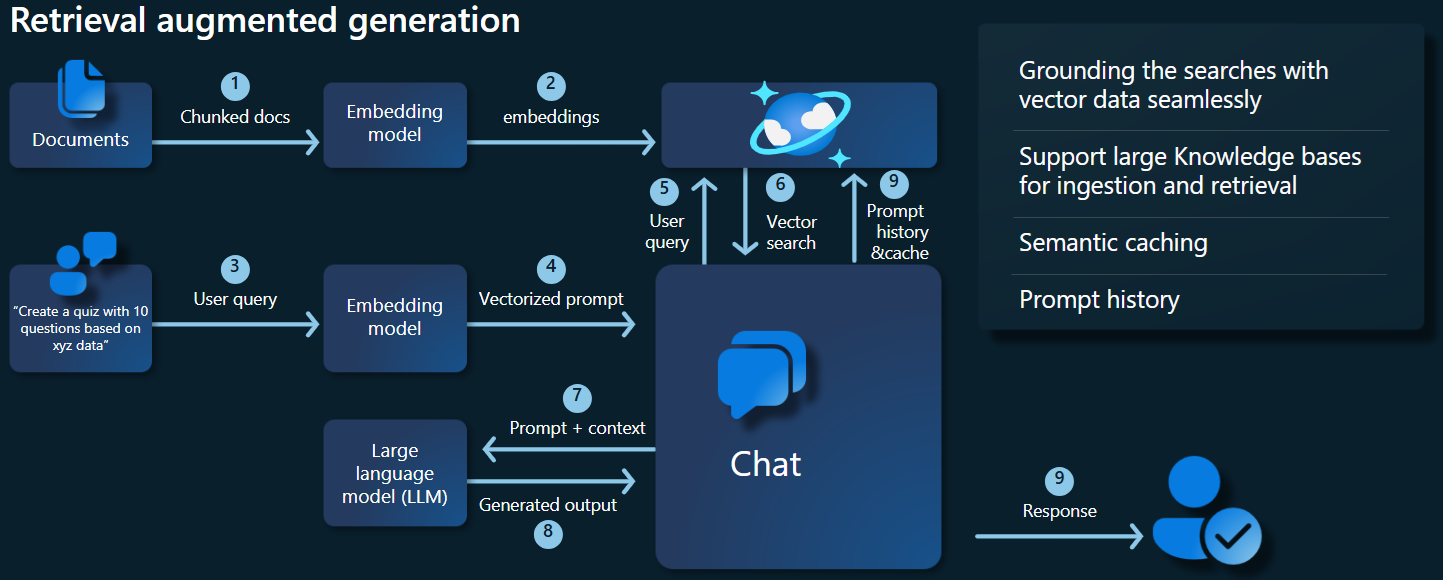 Retrieval augmented generation
1
Chunked docs
Documents
Embedding
model
2
embeddings
5
User
query
6
Vector
search
9
Prompt
history
&cache
3
User query
“Create a quiz with 10
questions based on
xyz data”
Embedding
model
4
Vectorized prompt
7
Prompt + context
Large
language
model (LLM)
Generated output
8
Chat
9
Response
Grounding the searches with
vector data seamlessly
Support large Knowledge bases
for ingestion and retrieval
Semantic caching
Prompt history